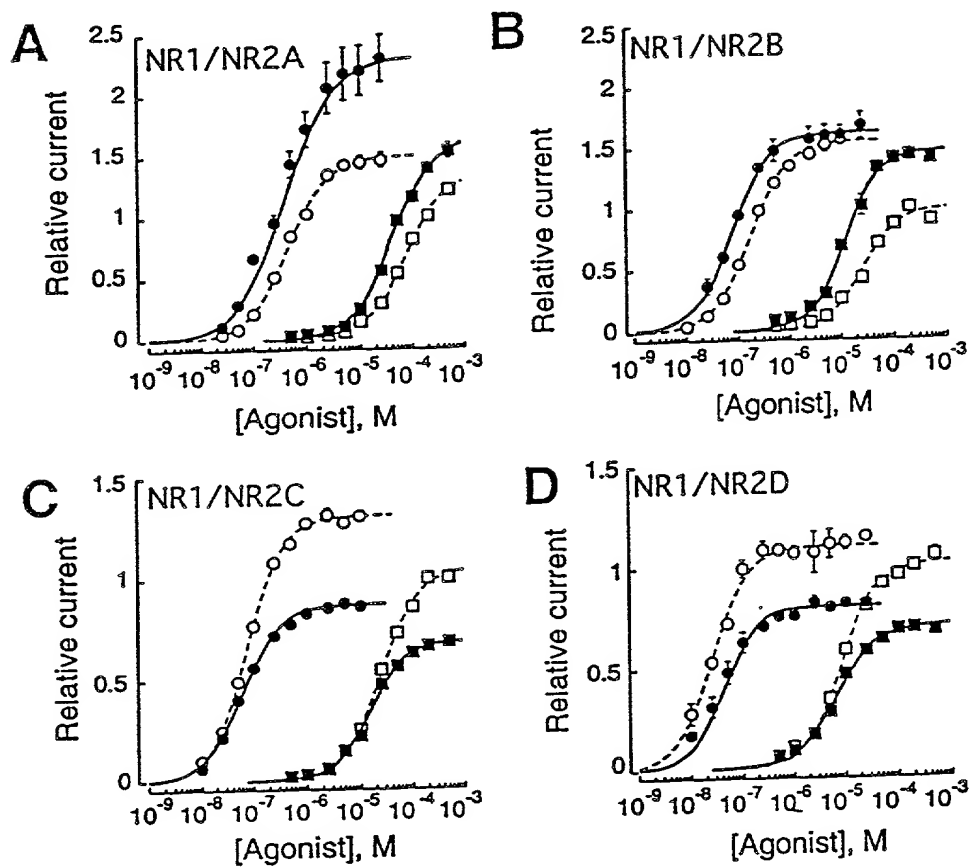 A
NR1/NR2A
2.5
2
1.5
1
0.5
0
Relative current
10-9 10-8 10-7 10-6 10-5 10-4 10-3
[Agonist], M
B
NR1/NR2B
2.5
2
1.5
1
0.5
0
Relative current
10-9 10-8 10-7 10-6 10-5 10-4 10-3
[Agonist], M
C
NR1/NR2C
1.5
1
0.5
0
Relative current
10-9 10-8 10-7 10-6 10-5 10-4 10-3
[Agonist], M
D
NR1/NR2D
1.5
1
0.5
0
Relative current
10-9 10-8 10-7 10-6 10-5 10-4 10-3
[Agonist], M